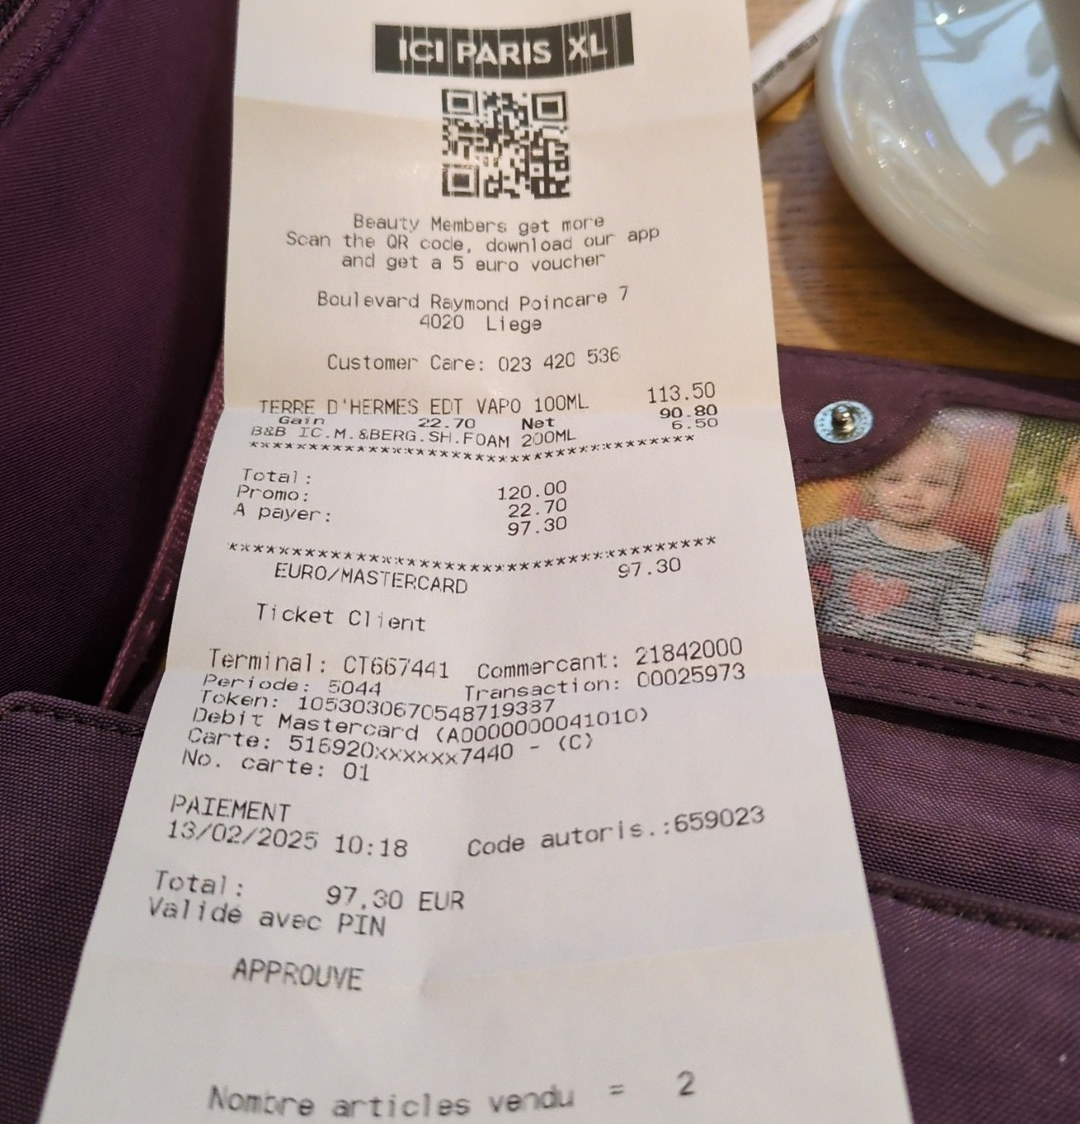 ICI PARIS XL
Beauty Members get more
Scan the QR code, download our app
and get a 5 euro voucher
Boulevard Raymond Poincare 7
4020 Liege
Customer Care: 023 420 536
TERRE D'HERMES EDT VAPO 100ML 113.50
Gain 22.70 Net 90.80
B&B IC.M.&BERG.SH.FOAM 200ML 6.50
******************************************
Total: 120.00
Promo: 22.70
A payer: 97.30
******************************************
EURO/MASTERCARD 97.30
Ticket Client
Terminal: CT667441 Commercant: 21842000
Periode: 5044 Transaction: 00025973
Token: 1053030670548719387
Debit Mastercard (A0000000041010)
Carte: 516920xxxxxx7440 - (C)
No. carte: 01
PAIEMENT
13/02/2025 10:18 Code autoris.:659023
Total: 97,30 EUR
Validé avec PIN
APPROUVE
Nombre articles vendu = 2